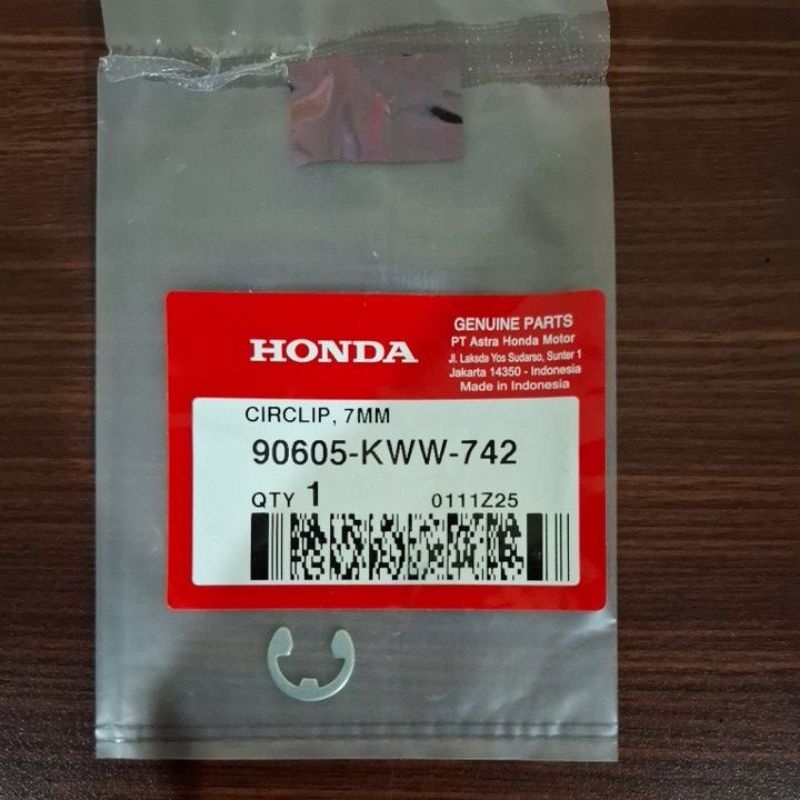 HONDA
GENUINE PARTS
PT Astra Honda Motor
Jl. Laksda Yos Sudarso, Sunter 1
Jakarta 14350 - Indonesia
Made in Indonesia
CIRCLIP, 7MM
90605-KWW-742
QTY 1 0111Z25